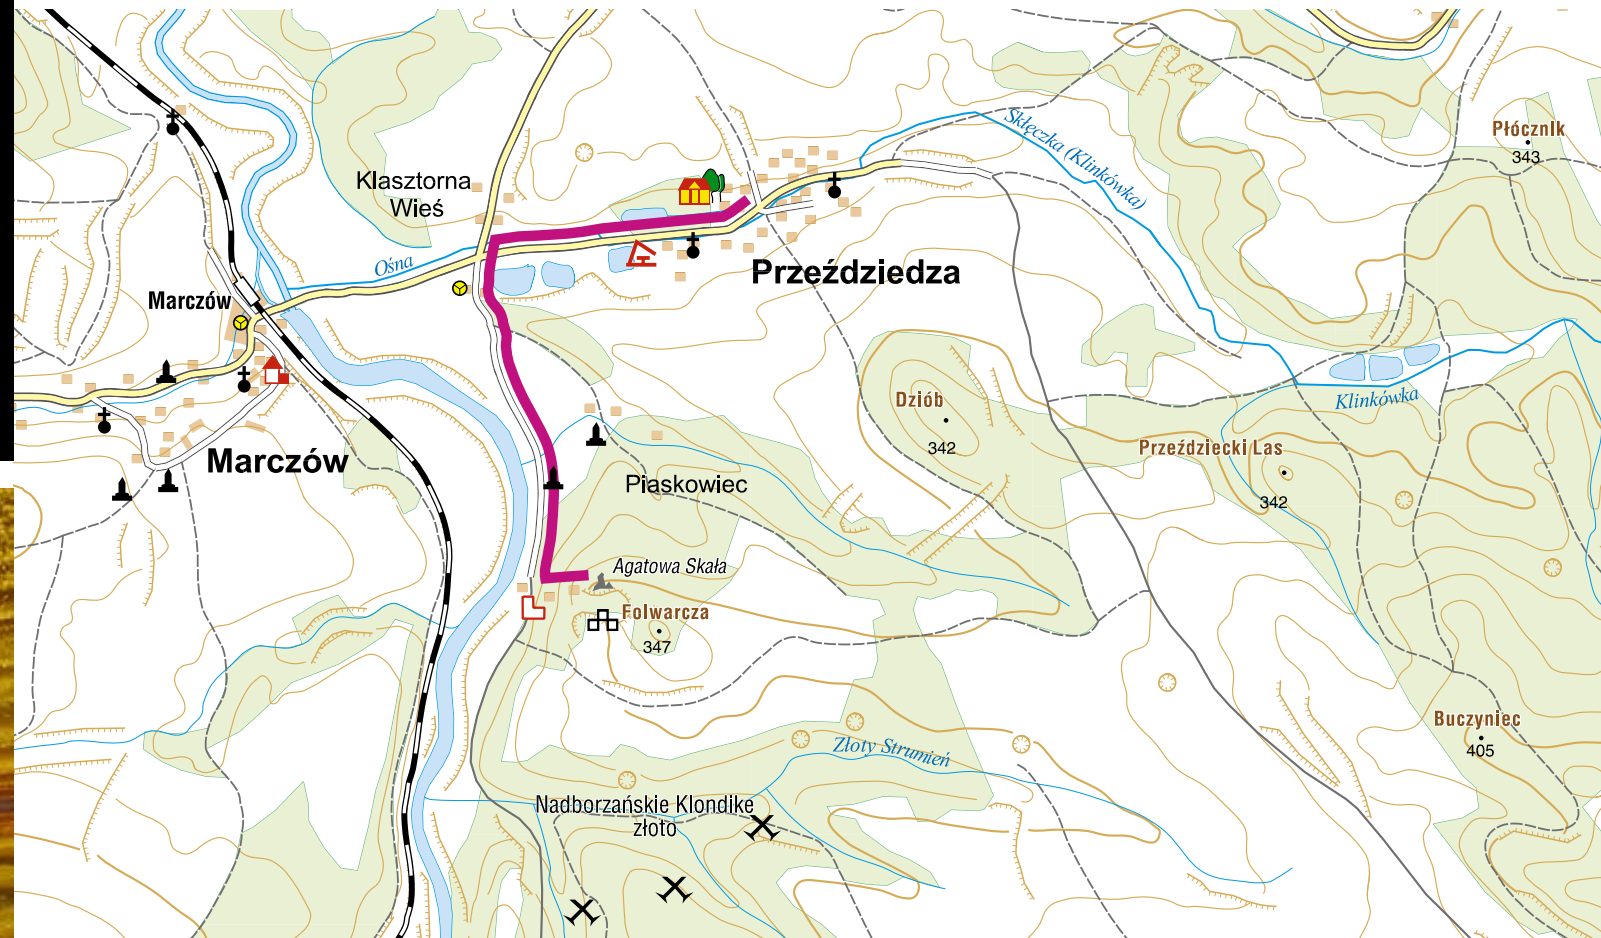 Płócznik
343
Skłęczka (Klinkówka)
Klasztorna
Wieś
Ośna
Przeździedza
Marczów
Klinkówka
Dziób
342
Przeździecki Las
342
Marczów
Piaskowiec
Agatowa Skała
Folwarcza
347
Buczyniec
405
Złoty Strumień
Nadborzańskie Klondike
złoto